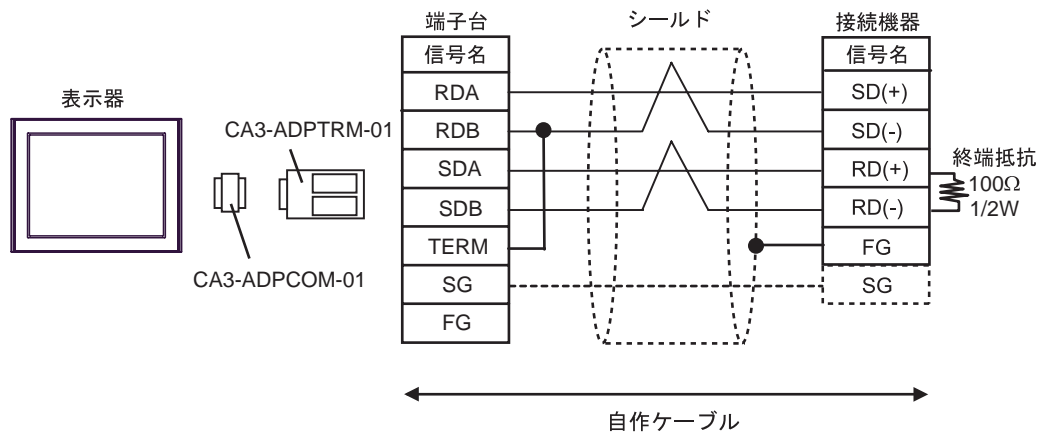 表示器
CA3-ADPCOM-01
CA3-ADPTRM-01
端子台
信号名
RDA
RDB
SDA
SDB
TERM
SG
FG
シールド
接続機器
信号名
SD(+)
SD(-)
RD(+)
RD(-)
FG
SG
終端抵抗
100Ω
1/2W
自作ケーブル